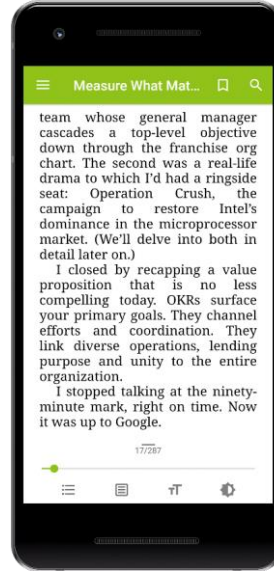 Measure What Mat...
team whose general manager
cascades a top-level objective
down through the franchise org
chart. The second was a real-life
drama to which I'd had a ringside
seat: Operation Crush, the
campaign to restore Intel's
dominance in the microprocessor
market. (We'll delve into both in
detail later on.)
I closed by recapping a value
proposition that is no less
compelling today. OKRs surface
your primary goals. They channel
efforts and coordination. They
link diverse operations, lending
purpose and unity to the entire
organization.
I stopped talking at the ninety-
minute mark, right on time. Now
it was up to Google.
17/287
тT